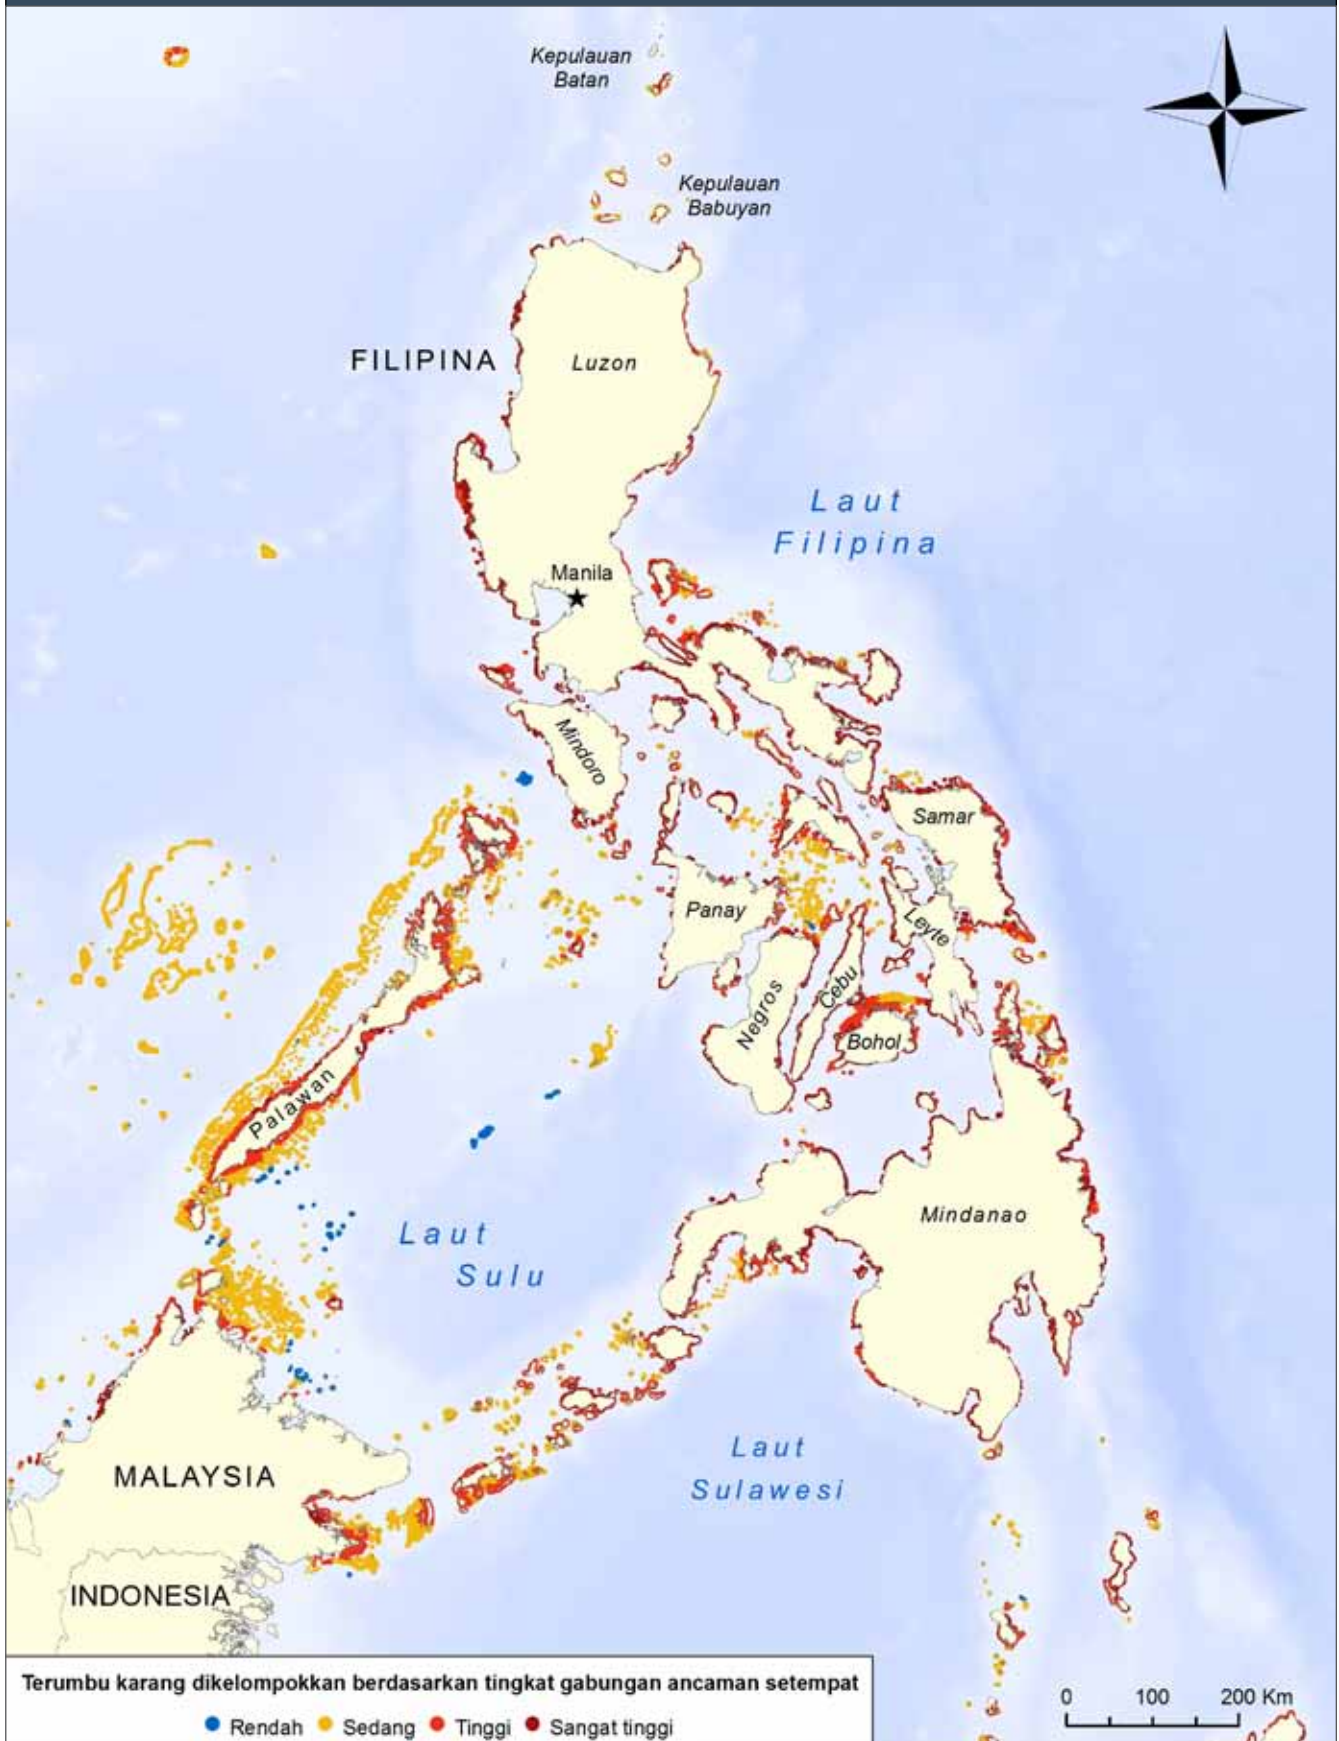 Kepulauan
Batan
Kepulauan
Babuyan
FILIPINA
Luzon
Laut
Filipina
Manila
Mindoro
Samar
Panay
Leyte
Cebu
Negros
Bohol
Palawan
Mindanao
Laut
Sulu
Laut
Sulawesi
MALAYSIA
INDONESIA
Terumbu karang dikelompokkan berdasarkan tingkat gabungan ancaman setempat
Rendah Sedang Tinggi Sangat tinggi
0 100 200 Km